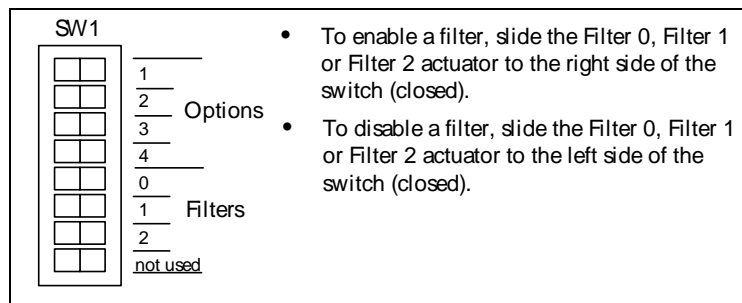 SW1
1
2
Options
3
4
0
1
Filters
2
not used
• To enable a filter, slide the Filter 0, Filter 1
or Filter 2 actuator to the right side of the
switch (closed).
• To disable a filter, slide the Filter 0, Filter 1
or Filter 2 actuator to the left side of the
switch (closed).